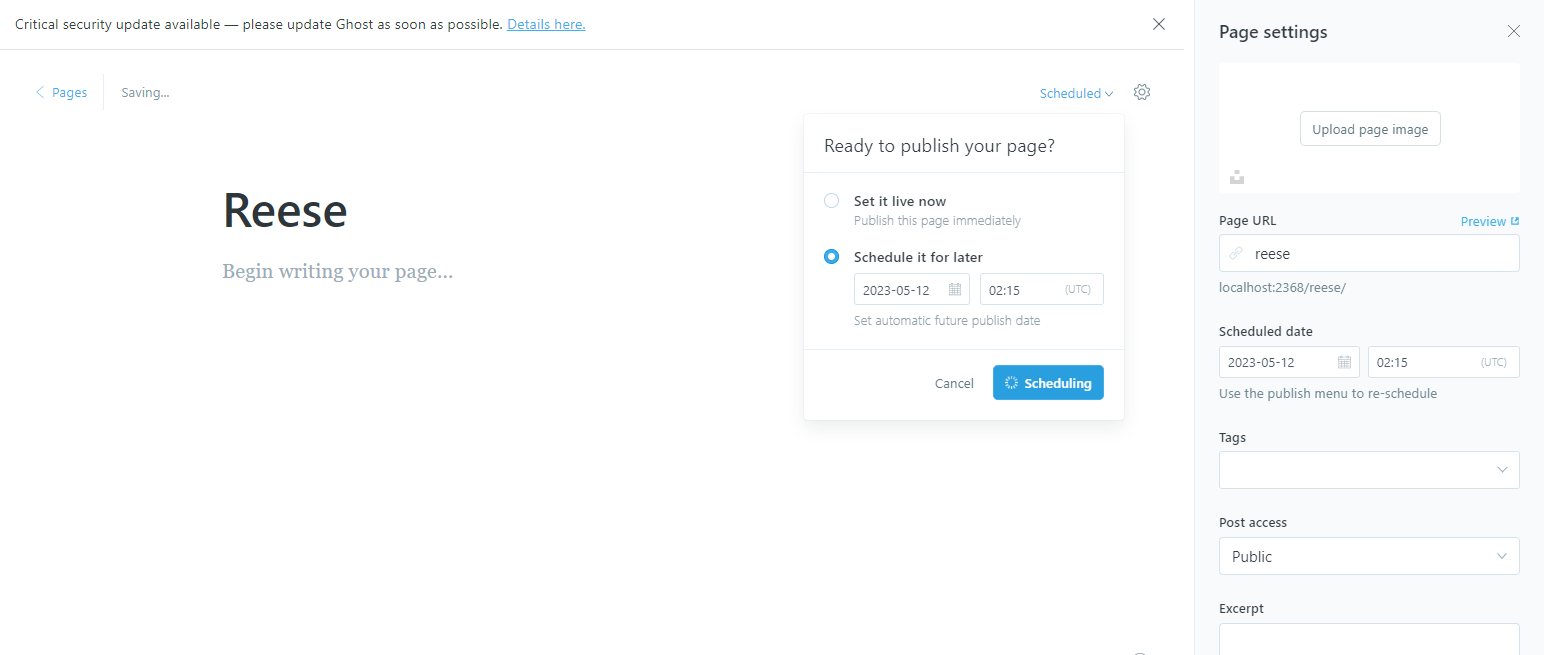 Critical security update available — please update Ghost as soon as possible. Details here.
Pages
Saving...
Scheduled
Reese
Begin writing your page...
Ready to publish your page?
Set it live now
Publish this page immediately
Schedule it for later
2023-05-12
02:15
(UTC)
Set automatic future publish date
Cancel
Scheduling
Page settings
Upload page image
Page URL
Preview
reese
localhost:2368/reese/
Scheduled date
2023-05-12
02:15
(UTC)
Use the publish menu to re-schedule
Tags
Post access
Public
Excerpt